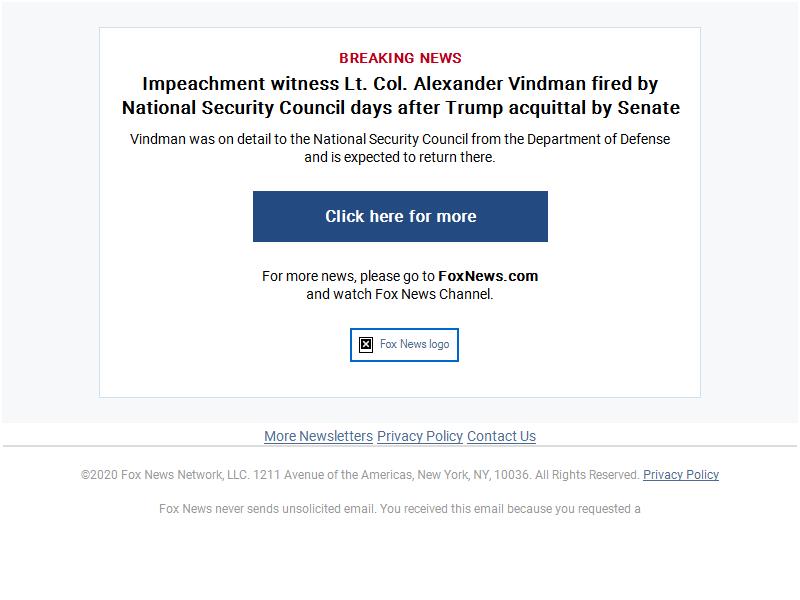 BREAKING NEWS
Impeachment witness Lt. Col. Alexander Vindman fired by
National Security Council days after Trump acquittal by Senate
Vindman was on detail to the National Security Council from the Department of Defense
and is expected to return there.
Click here for more
For more news, please go to FoxNews.com
and watch Fox News Channel.
Fox News logo
More Newsletters Privacy Policy Contact Us
©2020 Fox News Network, LLC. 1211 Avenue of the Americas, New York, NY, 10036. All Rights Reserved. Privacy Policy
Fox News never sends unsolicited email. You received this email because you requested a